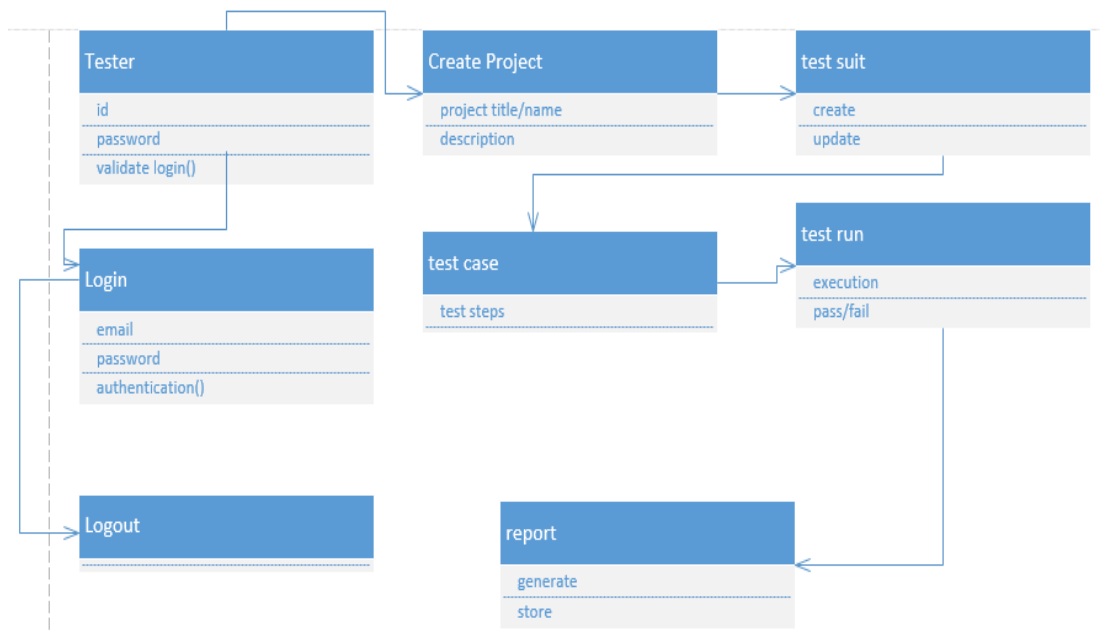 Tester
id
password
validate login()
Create Project
project title/name
description
test suit
create
update
Login
email
password
authentication()
test case
test steps
test run
execution
pass/fail
Logout
report
generate
store